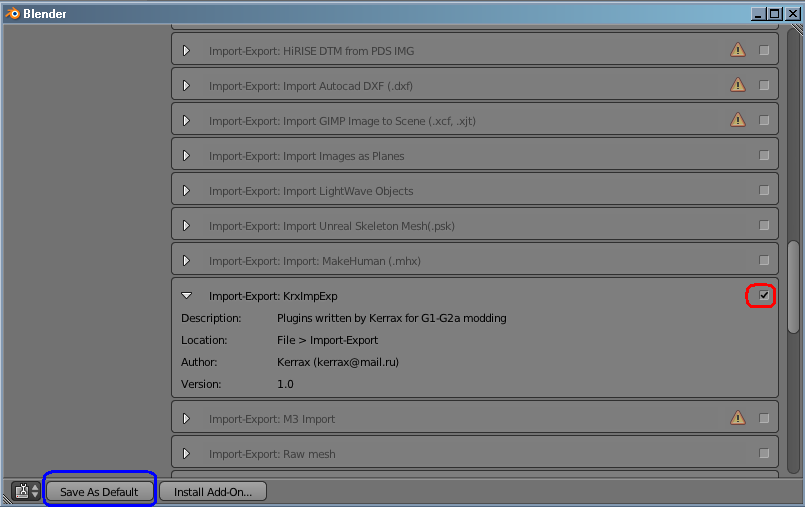 Blender
Import-Export: HiRISE DTM from PDS IMG
Import-Export: Import Autocad DXF (.dxf)
Import-Export: Import GIMP Image to Scene (.xcf, .xjt)
Import-Export: Import Images as Planes
Import-Export: Import LightWave Objects
Import-Export: Import Unreal Skeleton Mesh(.psk)
Import-Export: Import: MakeHuman (.mhx)
Import-Export: KrxImpExp
Description: Plugins written by Kerrax for G1-G2a modding
Location: File > Import-Export
Author: Kerrax (kerrax@mail.ru)
Version: 1.0
Import-Export: M3 Import
Import-Export: Raw mesh
Save As Default Install Add-On...